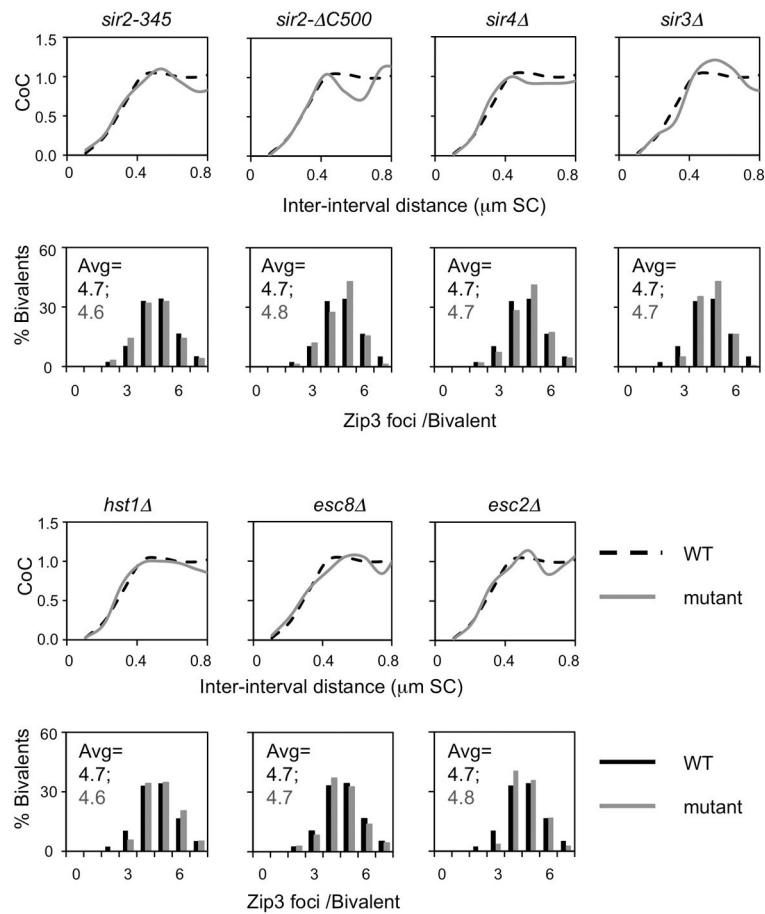 sir2-345 sir2-ΔC500 sir4Δ sir3Δ
CoC
1.5
1.0
0.5
0.0
0 0.4 0.8 0 0.4 0.8 0 0.4 0.8 0 0.4 0.8
Inter-interval distance (μm SC)
% Bivalents
60
30
0
Avg= Avg= Avg= Avg=
4.7; 4.7; 4.7; 4.7;
4.6 4.8 4.7 4.7
0 3 6 0 3 6 0 3 6 0 3 6
Zip3 foci /Bivalent
hst1Δ esc8Δ esc2Δ
CoC
1.5
1.0
0.5
0.0
WT
mutant
0 0.4 0.8 0 0.4 0.8 0 0.4 0.8
Inter-interval distance (μm SC)
% Bivalents
60
30
0
Avg= Avg= Avg=
4.7; 4.7; 4.7;
4.6 4.7 4.8
WT
mutant
0 3 6 0 3 6 0 3 6
Zip3 foci /Bivalent